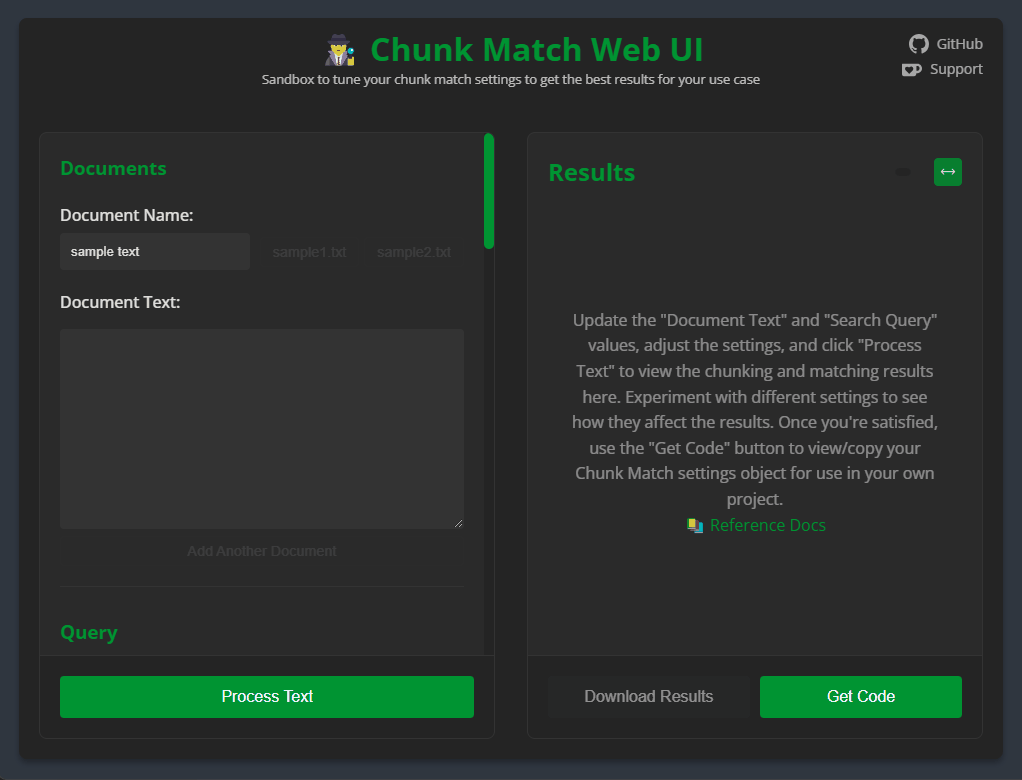 Chunk Match Web UI
Sandbox to tune your chunk match settings to get the best results for your use case
GitHub
Support
Documents
Document Name:
sample text
sample1.txt
sample2.txt
Document Text:
Add Another Document
Query
Process Text
Results
Update the "Document Text" and "Search Query"
values, adjust the settings, and click "Process
Text" to view the chunking and matching results
here. Experiment with different settings to see
how they affect the results. Once you're satisfied,
use the "Get Code" button to view/copy your
Chunk Match settings object for use in your own
project.
Reference Docs
Download Results
Get Code